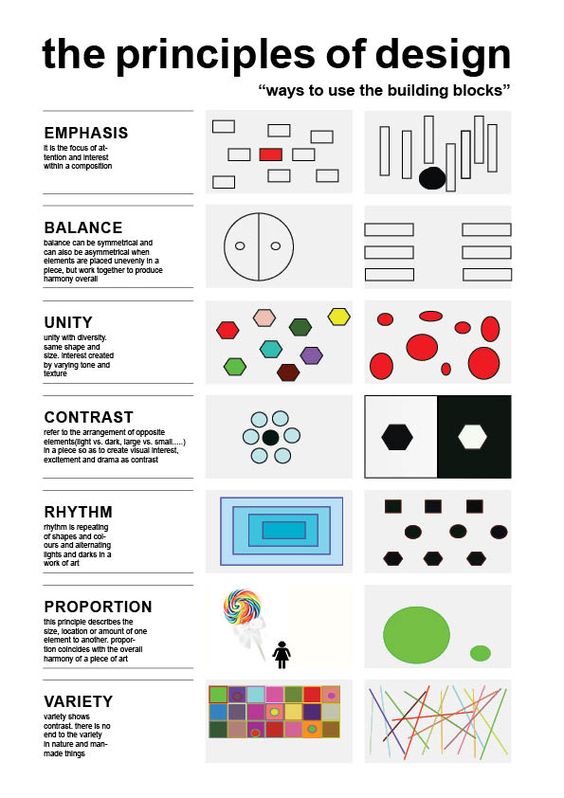 the principles of design
“ways to use the building blocks”
EMPHASIS
it is the focus of at-
tention and interest
within a composition
BALANCE
balance can be symmetrical and
can also be asymmetrical when
elements are placed unevenly in a
piece, but work together to produce
harmony overall
UNITY
unity with diversity.
same shape and
size. interest created
by varying tone and
texture
CONTRAST
refer to the arrangement of opposite
elements(light vs. dark, large vs. small.....)
in a piece so as to create visual interest,
excitement and drama as contrast
RHYTHM
rhythm is repeating
of shapes and col-
ours and alternating
lights and darks in a
work of art
PROPORTION
this principle describes the
size, location or amount of one
element to another. propor-
tion coincides with the overall
harmony of a piece of art
VARIETY
variety shows
contrast. there is no
end to the variety
in nature and man-
made things